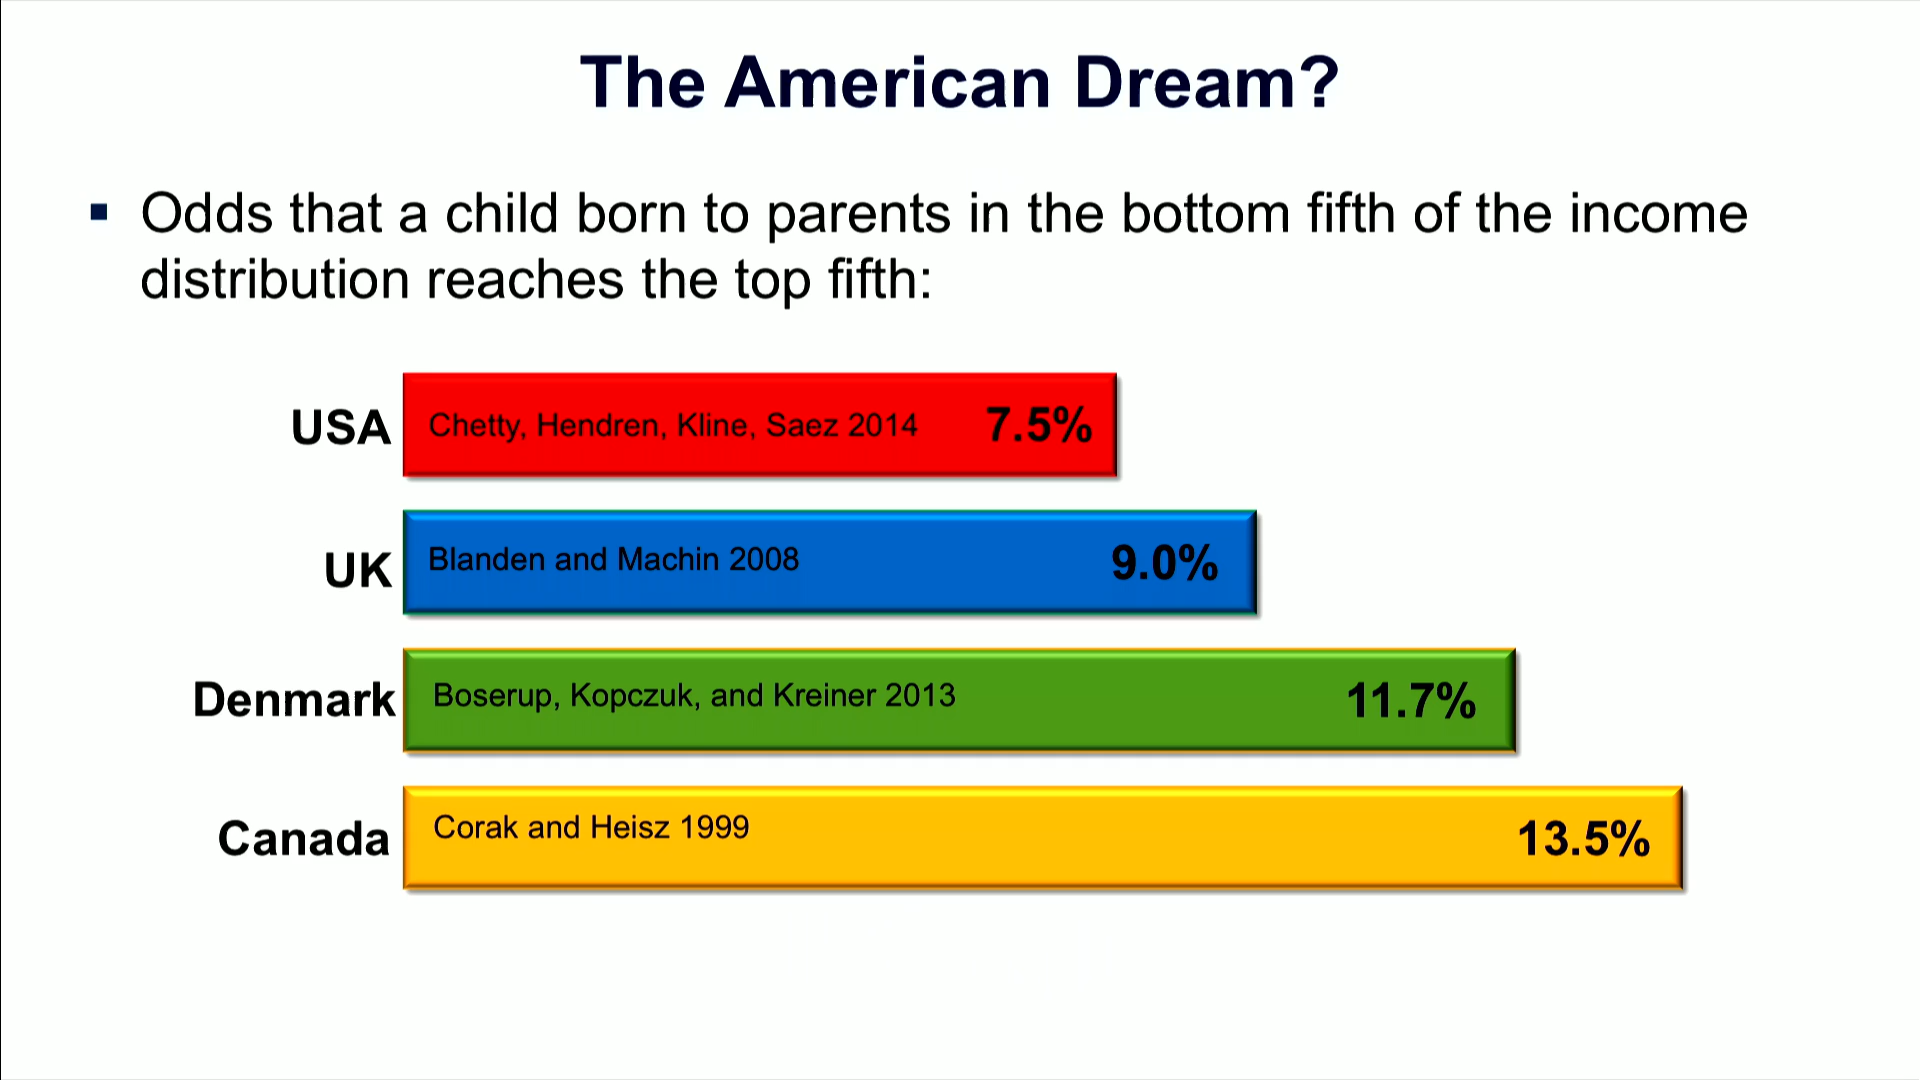 The American Dream?
▪ Odds that a child born to parents in the bottom fifth of the income
distribution reaches the top fifth:
USA Chetty, Hendren, Kline, Saez 2014 7.5%
UK Blanden and Machin 2008 9.0%
Denmark Boserup, Kopczuk, and Kreiner 2013 11.7%
Canada Corak and Heisz 1999 13.5%